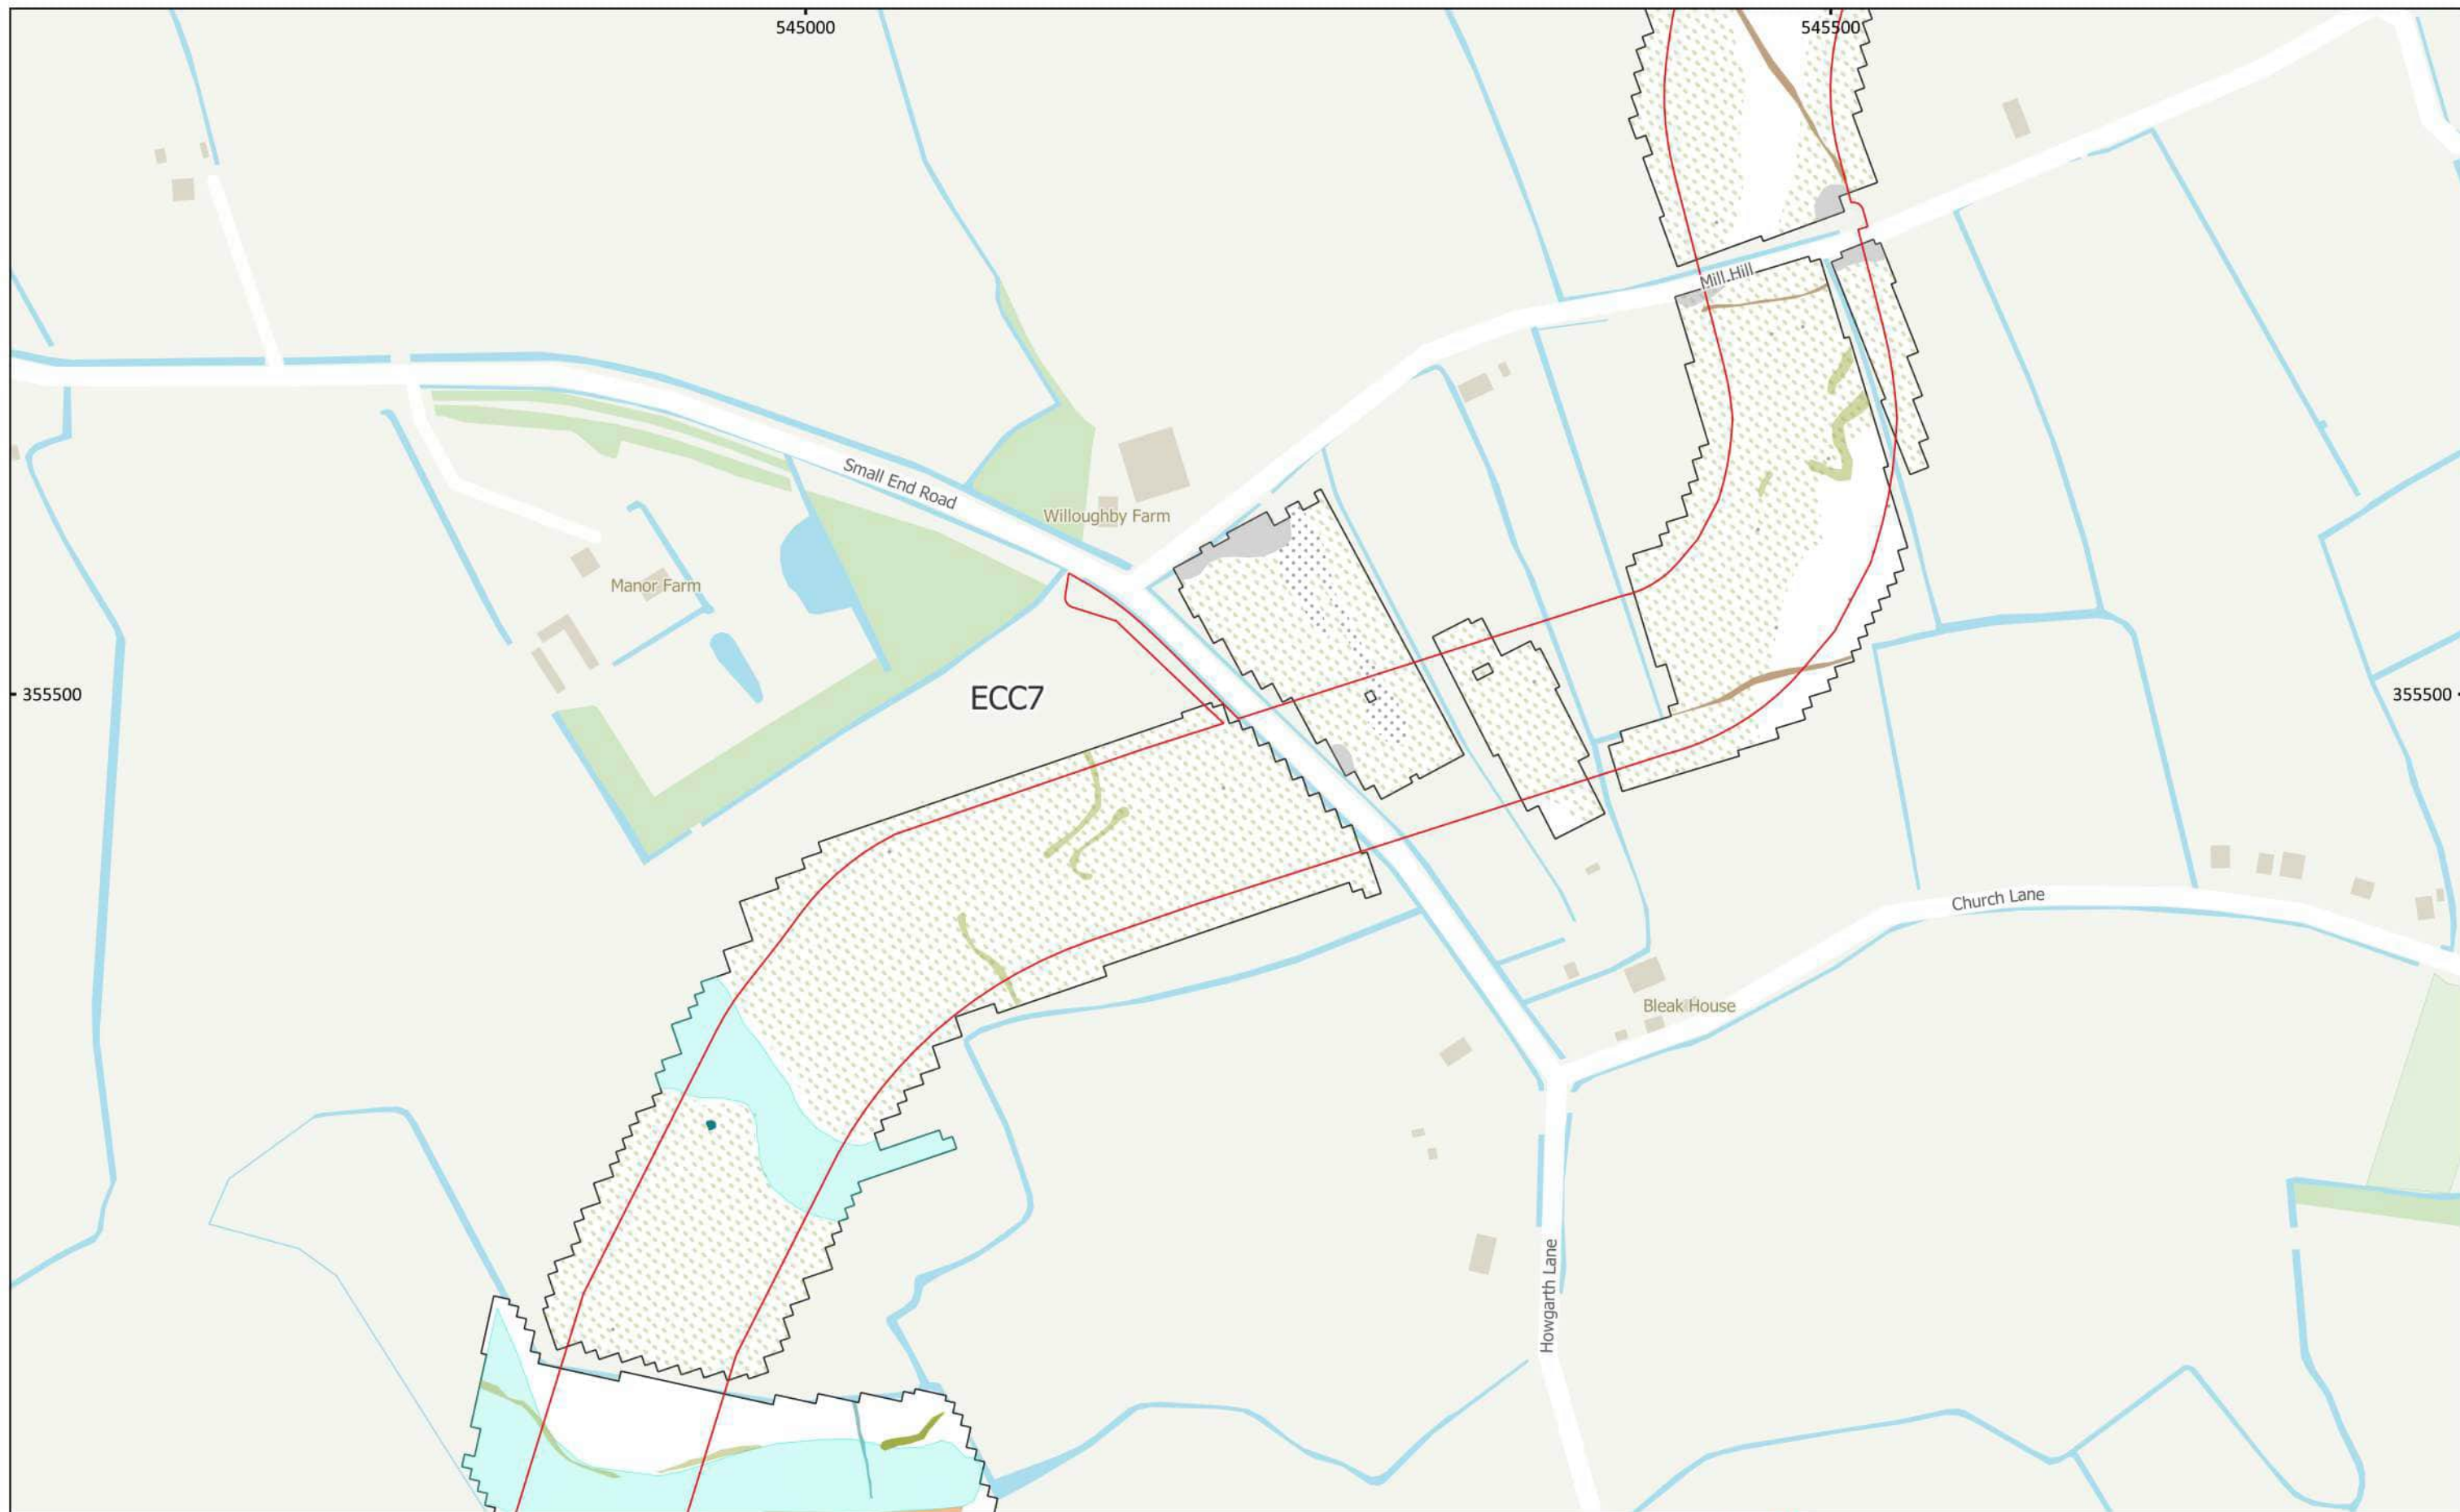 545000
545500
Mill Hill
Small End Road
Willoughby Farm
Manor Farm
355500
ECC7
355500
Church Lane
Bleak House
Howgarth Lane